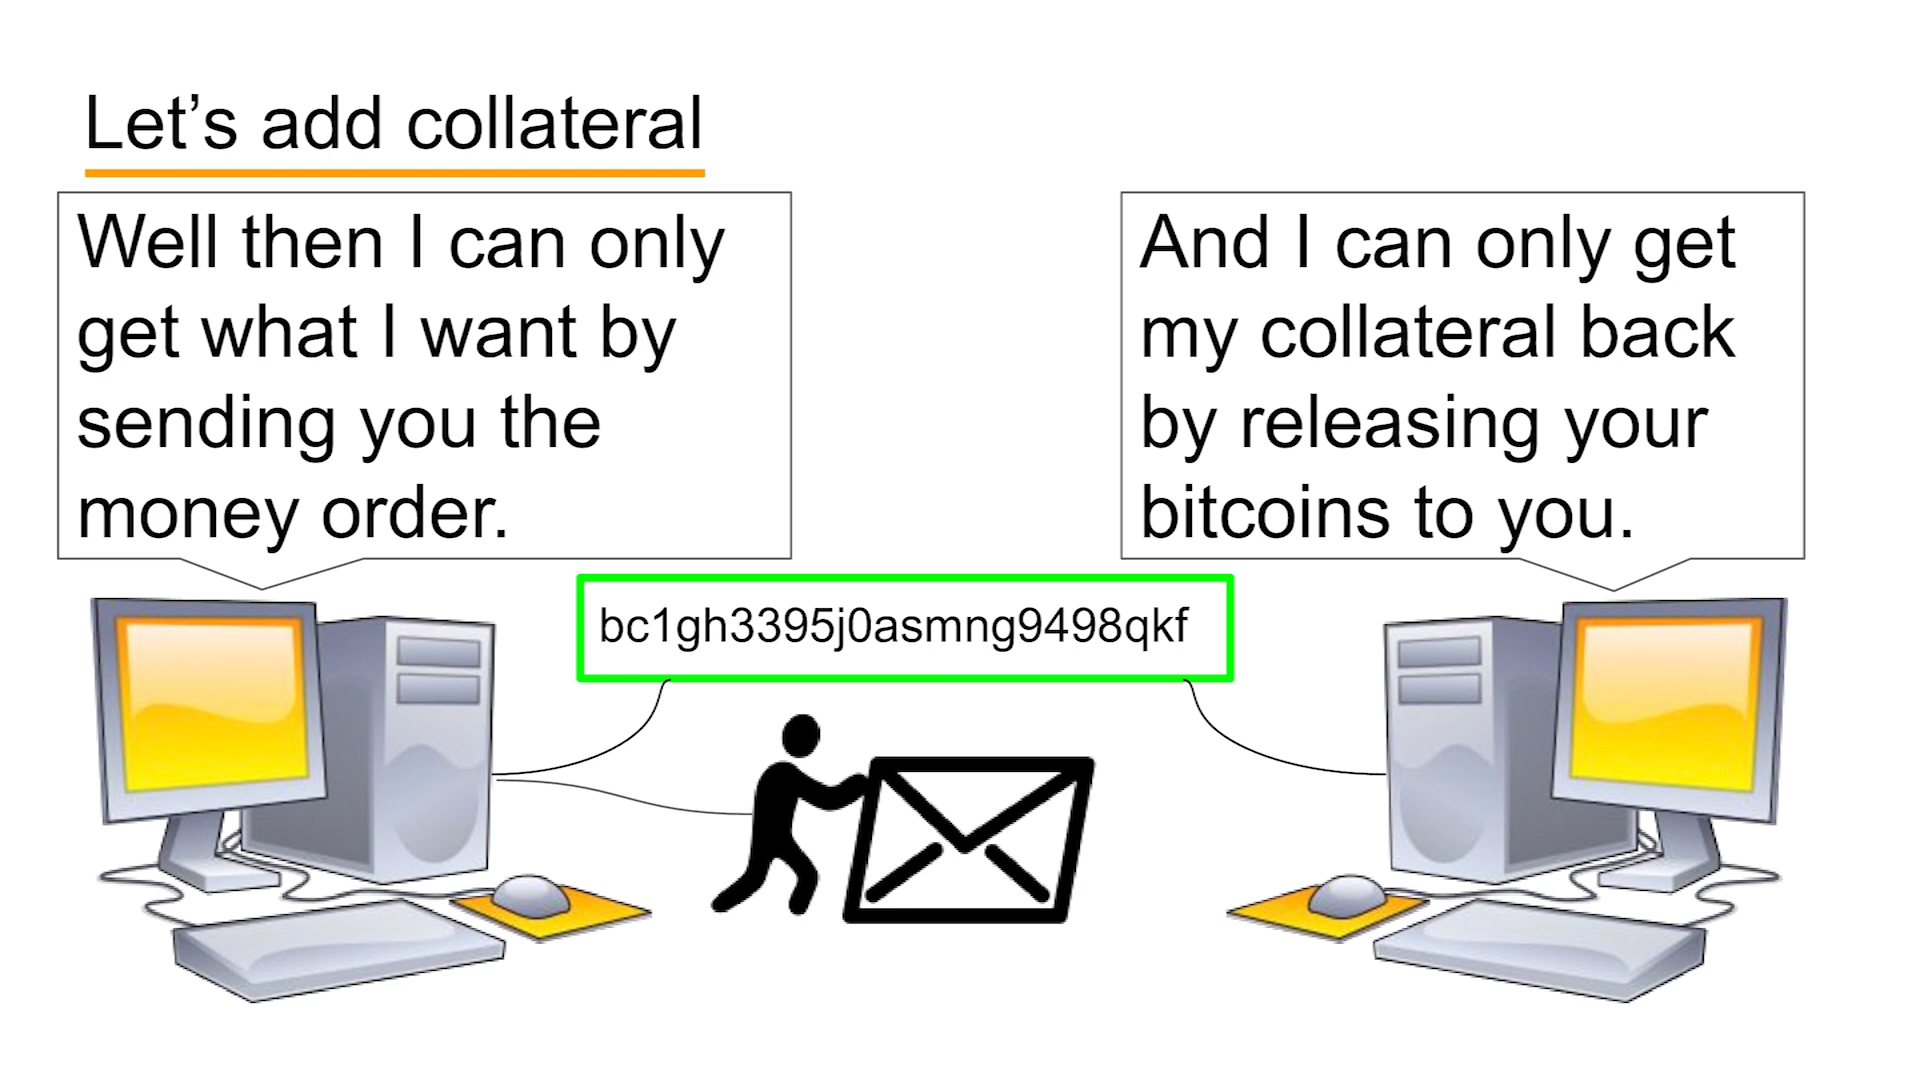 Let’s add collateral
Well then I can only
get what I want by
sending you the
money order.
And I can only get
my collateral back
by releasing your
bitcoins to you.
bc1gh3395j0asmng9498qkf